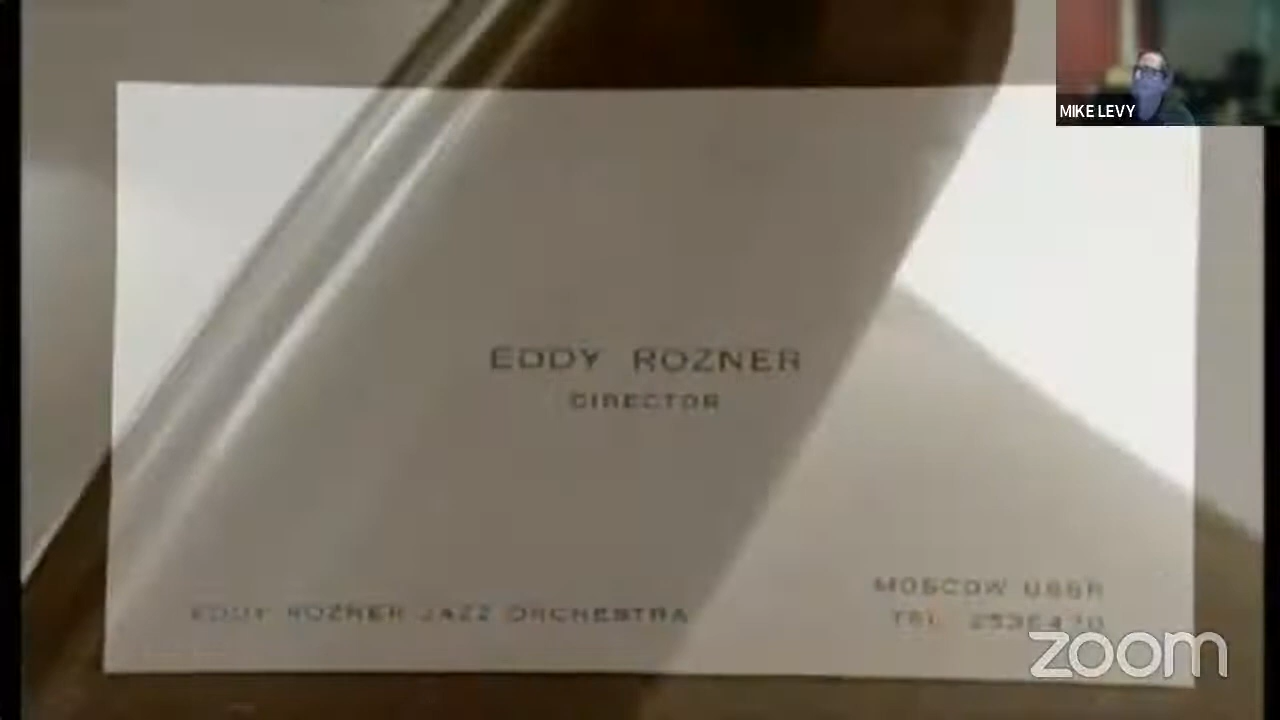 MIKE LEVY
EDDY ROZNER
DIRECTOR
EDDY ROZNER JAZZ ORCHESTRA
MOSCOW USSR
TEL
zoom